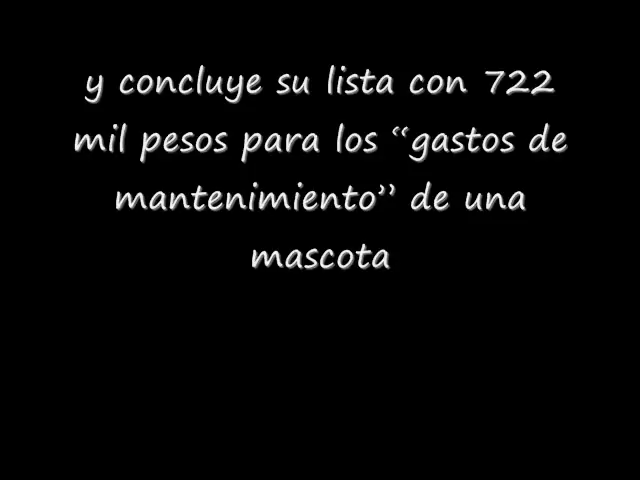 y concluye su lista con 722
mil pesos para los “gastos de
mantenimiento” de una
mascota